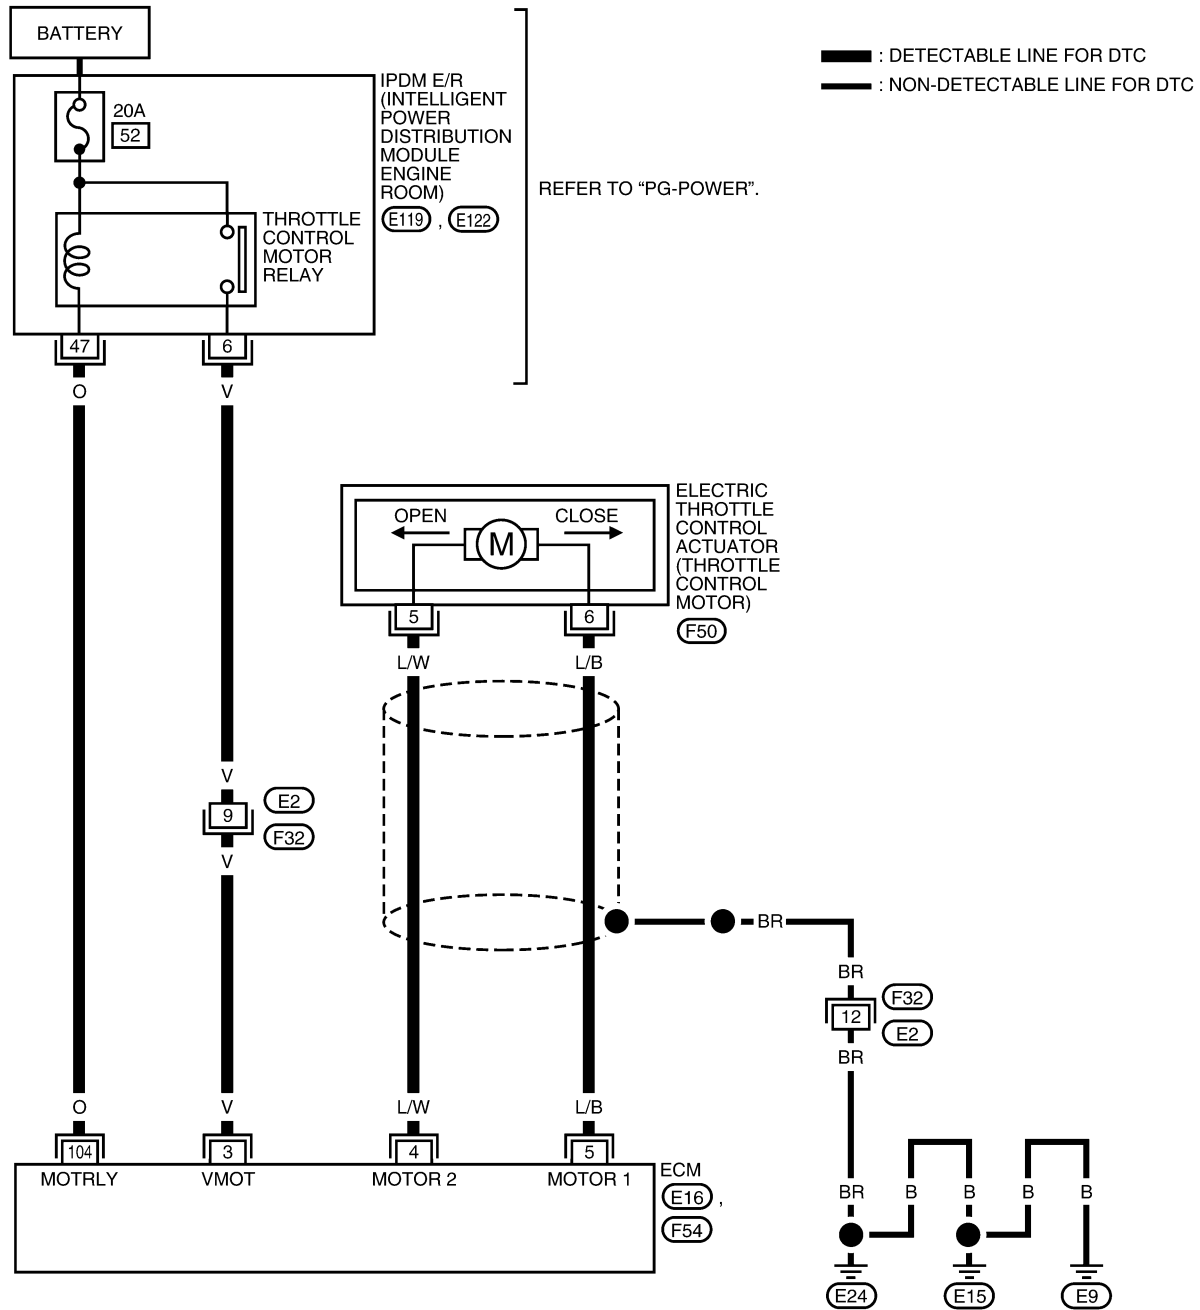 BATTERY
20A
52
IPDM E/R
(INTELLIGENT
POWER
DISTRIBUTION
MODULE
ENGINE
ROOM)
E119 , E122
THROTTLE
CONTROL
MOTOR
RELAY
REFER TO “PG-POWER”.
: DETECTABLE LINE FOR DTC
: NON-DETECTABLE LINE FOR DTC
47 6
O V
OPEN CLOSE
M
ELECTRIC
THROTTLE
CONTROL
ACTUATOR
(THROTTLE
CONTROL
MOTOR)
F50
5 6
L/W L/B
V
9
E2
F32
V
BR
BR
12
F32
E2
BR
O V L/W L/B
104 3 4 5
MOTRLY VMOT MOTOR 2 MOTOR 1
ECM
E16 ,
F54
BR B B B B
E24 E15 E9